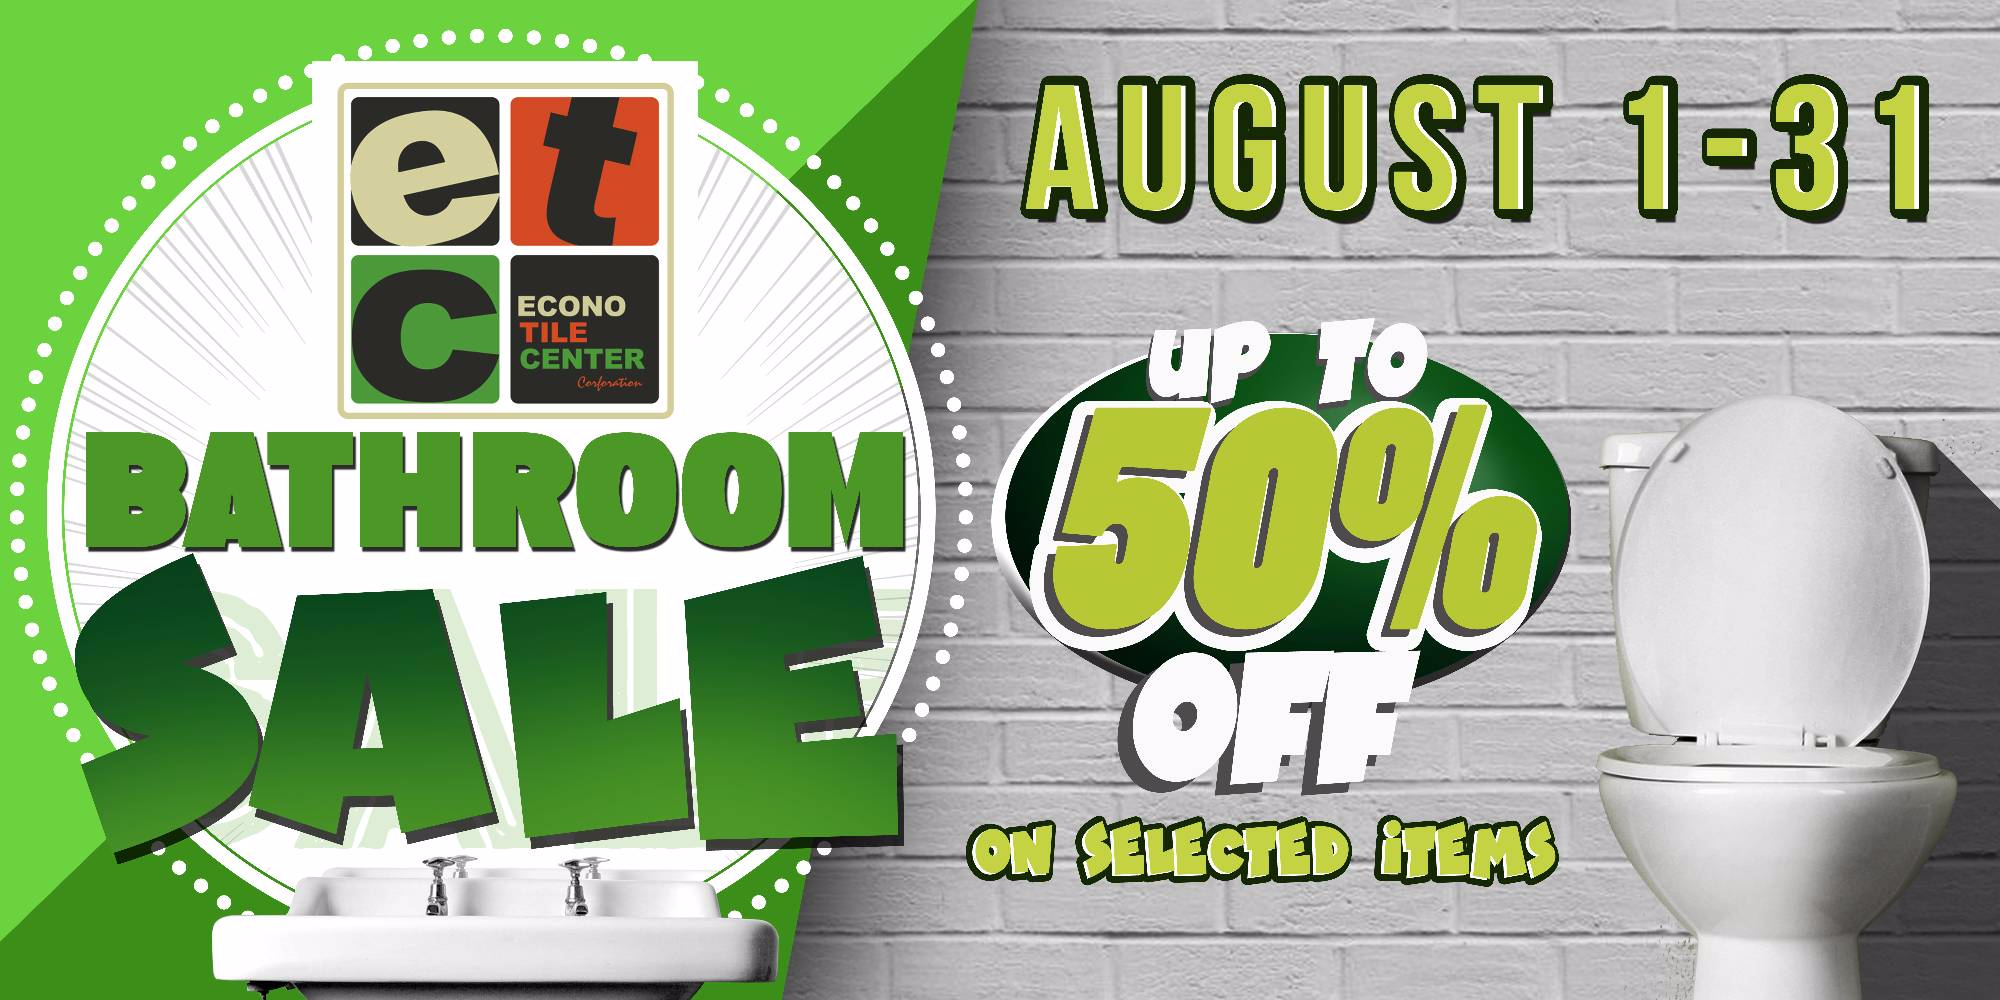 etc
ECONO
TILE
CENTER
Corporation
BATHROOM
SALE
AUGUST 1-31
UP TO
50%
OFF
ON SELECTED iTEMS